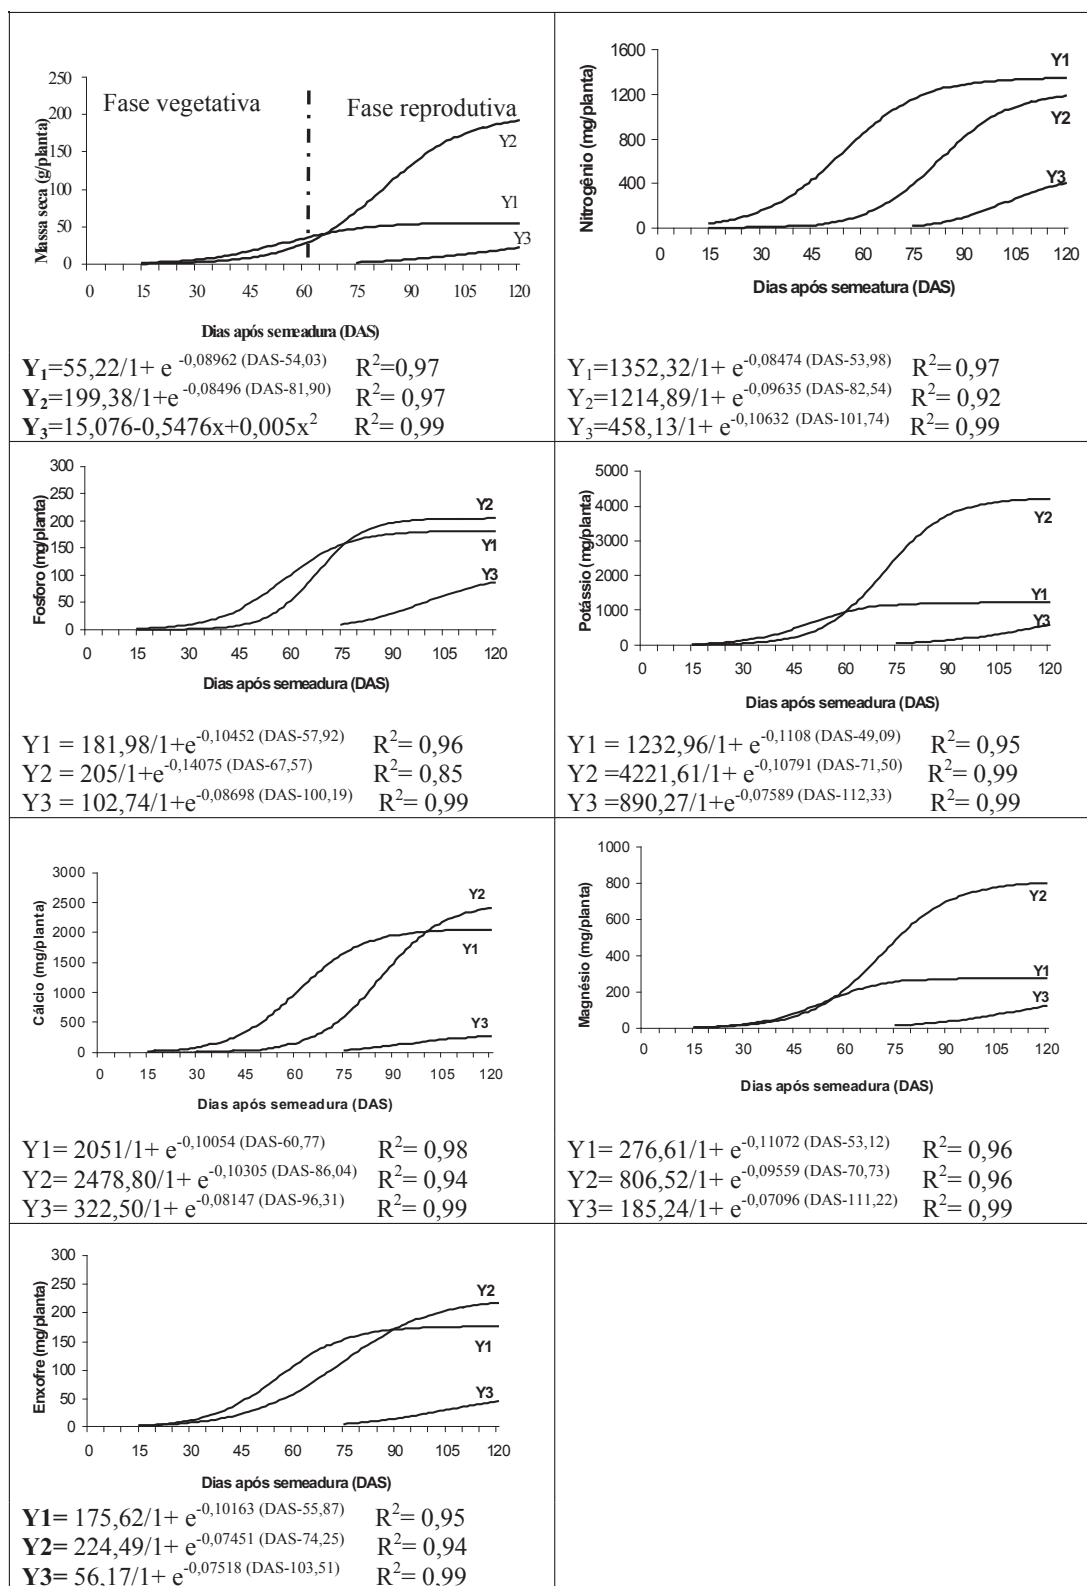 250
200
150
100
50
0
Massa seca (g/planta)
Fase vegetativa
Fase reprodutiva
Y2
Y1
Y3
0 15 30 45 60 75 90 105 120
Dias após semeadura (DAS)
Y1=55,22/1+ e -0,08962 (DAS-54,03) R2=0,97
Y2=199,38/1+e -0,08496 (DAS-81,90) R2= 0,97
Y3=15,076-0,5476x+0,005x2 R2= 0,99
1600
1200
800
400
0
Nitrogênio (mg/planta)
Y1
Y2
Y3
0 15 30 45 60 75 90 105 120
Dias após semeatura (DAS)
Y1=1352,32/1+ e -0,08474 (DAS-53,98) R2= 0,97
Y2=1214,89/1+ e -0,09635 (DAS-82,54) R2= 0,92
Y3=458,13/1+ e -0,10632 (DAS-101,74) R2= 0,99
300
250
200
150
100
50
0
Fosforo (mg/planta)
Y2
Y1
Y3
0 15 30 45 60 75 90 105 120
Dias após semeadura (DAS)
Y1 = 181,98/1+e-0,10452 (DAS-57,92) R2= 0,96
Y2 = 205/1+e-0,14075 (DAS-67,57) R2= 0,85
Y3 = 102,74/1+e-0,08698 (DAS-100,19) R2= 0,99
5000
4000
3000
2000
1000
0
Potássio (mg/planta)
Y2
Y1
Y3
0 15 30 45 60 75 90 105 120
Dias após semeadura (DAS)
Y1 = 1232,96/1+ e-0,1108 (DAS-49,09) R2= 0,95
Y2 =4221,61/1+ e-0,10791 (DAS-71,50) R2= 0,99
Y3 =890,27/1+e-0,07589 (DAS-112,33) R2= 0,99
3000
2500
2000
1500
1000
500
0
Cálcio (mg/planta)
Y2
Y1
Y3
0 15 30 45 60 75 90 105 120
Dias após semeadura (DAS)
Y1= 2051/1+ e-0,10054 (DAS-60,77) R2= 0,98
Y2= 2478,80/1+ e-0,10305 (DAS-86,04) R2= 0,94
Y3= 322,50/1+ e-0,08147 (DAS-96,31) R2= 0,99
1000
800
600
400
200
0
Magnésio (mg/planta)
Y2
Y1
Y3
0 15 30 45 60 75 90 105 120
Dias após semeadura (DAS)
Y1= 276,61/1+ e-0,11072 (DAS-53,12) R2= 0,96
Y2= 806,52/1+ e-0,09559 (DAS-70,73) R2= 0,96
Y3= 185,24/1+ e-0,07096 (DAS-111,22) R2= 0,99
300
250
200
150
100
50
0
Enxofre (mg/planta)
Y2
Y1
Y3
0 15 30 45 60 75 90 105 120
Dias após semeadura (DAS)
Y1= 175,62/1+ e-0,10163 (DAS-55,87) R2= 0,95
Y2= 224,49/1+ e-0,07451 (DAS-74,25) R2= 0,94
Y3= 56,17/1+ e-0,07518 (DAS-103,51) R2= 0,99